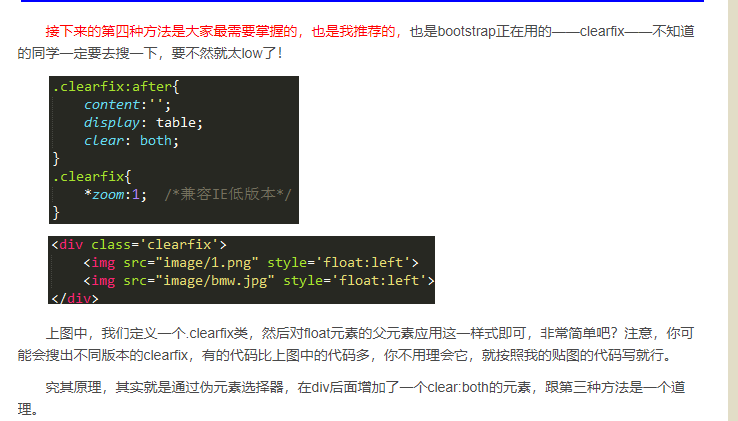 接下来的第四种方法是大家最需要掌握的，也是我推荐的，也是bootstrap正在用的——clearfix——不知道
的同学一定要去搜一下，要不然就太low了！
.clearfix:after{
content:'';
display: table;
clear: both;
}
.clearfix{
*zoom:1;  /*兼容IE低版本*/
}
<div class='clearfix'>
<img src="image/1.png" style='float:left'>
<img src="image/bmw.jpg" style='float:left'>
</div>
上图中，我们定义一个.clearfix类，然后对float元素的父元素应用这一样式即可，非常简单吧？注意，你可
能会搜出不同版本的clearfix，有的代码比上图中的代码多，你不用理会它，就按照我的贴图的代码写就行。
究其原理，其实就是通过伪元素选择器，在div后面增加了一个clear:both的元素，跟第三种方法是一个道
理。